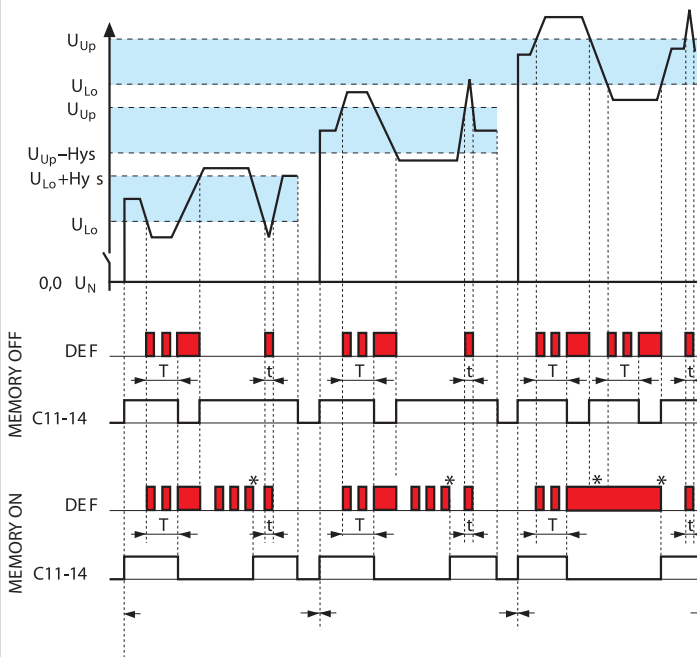 U_Up
U_Lo
U_Up
U_Up–Hys
U_Lo+Hy s
U_Lo
0,0 U_N
MEMORY OFF
DEF
T t T t T T t
C11-14
MEMORY ON
* * * *
DEF
T t T t T t
C11-14